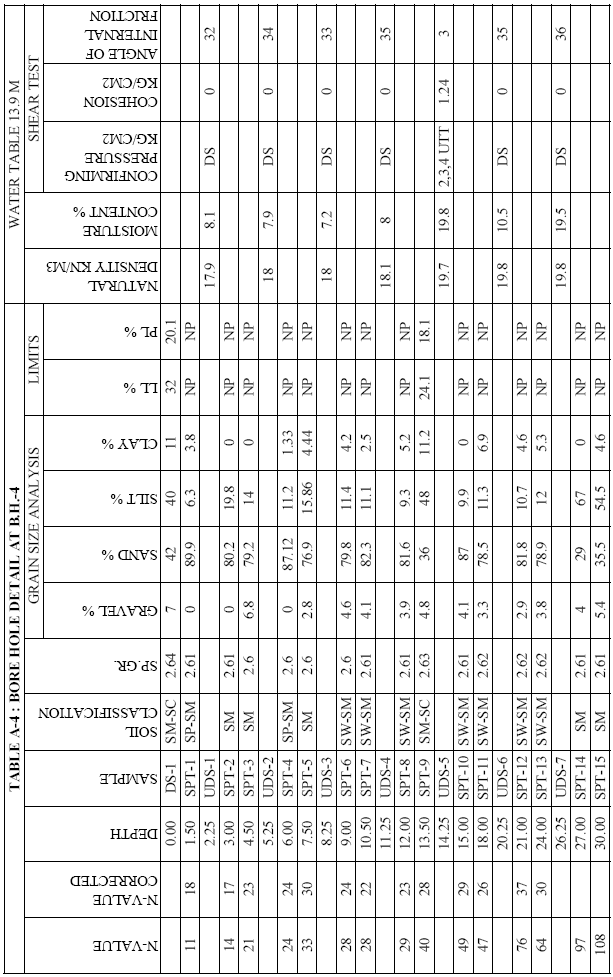 TABLE A-4 : BORE HOLE DETAIL AT B.H.-4 WATER TABLE 13.9 M
GRAIN SIZE ANALYSIS LIMITS SHEAR TEST
N-VALUE N-VALUE CORRECTED DEPTH SAMPLE SOIL CLASSIFICATION SP.GR. GRAVEL % SAND % SILT % CLAY % LL % PL % NATURAL DENSITY KN/M3 MOISTURE CONTENT % CONFIRMING PRESSURE KG/CM2 COHESION KG/CM2 ANGLE OF INTERNAL FRICTION
0.00 DS-1 SM-SC 2.64 7 42 40 11 32 20.1
11 18 1.50 SPT-1 SP-SM 2.61 0 89.9 6.3 3.8 NP NP
2.25 UDS-1 17.9 8.1 DS 0 32
14 17 3.00 SPT-2 SM 2.61 0 80.2 19.8 0 NP NP
21 23 4.50 SPT-3 SM 2.6 6.8 79.2 14 0 NP NP
5.25 UDS-2 18 7.9 DS 0 34
24 24 6.00 SPT-4 SP-SM 2.6 0 87.12 11.2 1.33 NP NP
33 30 7.50 SPT-5 SM 2.6 2.8 76.9 15.86 4.44 NP NP
8.25 UDS-3 18 7.2 DS 0 33
28 24 9.00 SPT-6 SW-SM 2.6 4.6 79.8 11.4 4.2 NP NP
28 22 10.50 SPT-7 SW-SM 2.61 4.1 82.3 11.1 2.5 NP NP
11.25 UDS-4 18.1 8 DS 0 35
29 23 12.00 SPT-8 SW-SM 2.61 3.9 81.6 9.3 5.2 NP NP
40 28 13.50 SPT-9 SM-SC 2.63 4.8 36 48 11.2 24.1 18.1
14.25 UDS-5 19.7 19.8 2,3,4 UTT 1.24 3
49 29 15.00 SPT-10 SW-SM 2.61 4.1 87 9.9 0 NP NP
47 26 18.00 SPT-11 SW-SM 2.62 3.3 78.5 11.3 6.9 NP NP
20.25 UDS-6 19.8 10.5 DS 0 35
76 37 21.00 SPT-12 SW-SM 2.62 2.9 81.8 10.7 4.6 NP NP
64 30 24.00 SPT-13 SW-SM 2.62 3.8 78.9 12 5.3 NP NP
26.25 UDS-7 19.8 19.5 DS 0 36
97 27.00 SPT-14 SM 2.61 4 29 67 0 NP NP
108 30.00 SPT-15 SM 2.61 5.4 35.5 54.5 4.6 NP NP